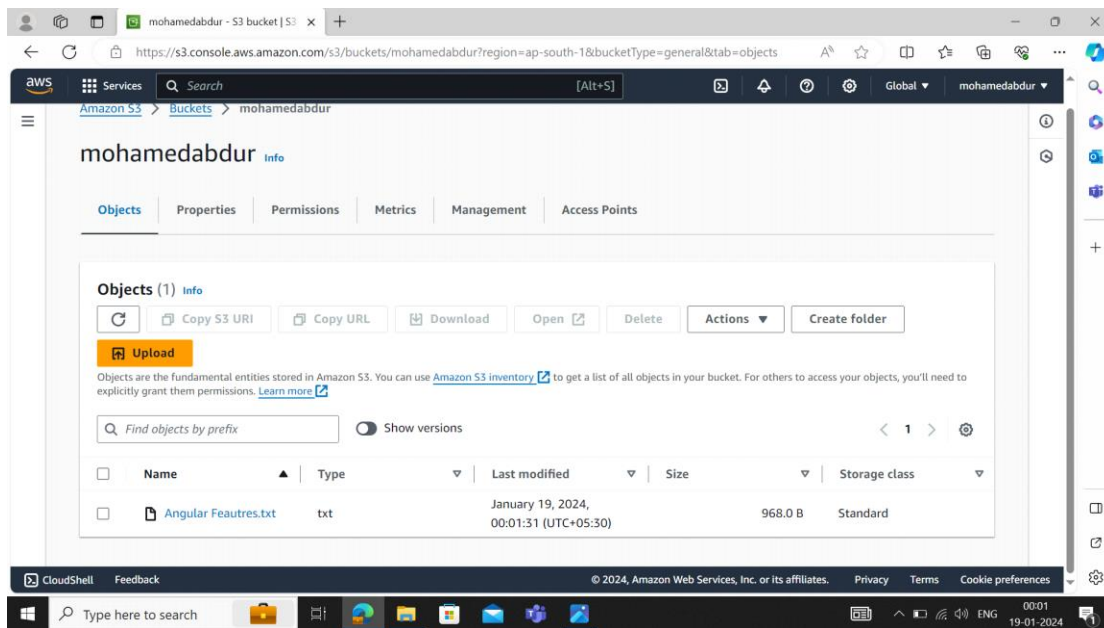 mohamedabdur - S3 bucket | S3
https://s3.console.aws.amazon.com/s3/buckets/mohamedabdur?region=ap-south-1&bucketType=general&tab=objects
aws Services Search [Alt+S] Global mohamedabdur
Amazon S3 > Buckets > mohamedabdur
mohamedabdur Info
Objects Properties Permissions Metrics Management Access Points
Objects (1) Info
Copy S3 URI Copy URL Download Open Delete Actions Create folder
Upload
Objects are the fundamental entities stored in Amazon S3. You can use Amazon S3 inventory to get a list of all objects in your bucket. For others to access your objects, you'll need to
explicitly grant them permissions. Learn more
Find objects by prefix Show versions 1
Name Type Last modified Size Storage class
Angular Feautres.txt txt January 19, 2024, 968.0 B Standard
00:01:31 (UTC+05:30)
CloudShell Feedback © 2024, Amazon Web Services, Inc. or its affiliates. Privacy Terms Cookie preferences
Type here to search ENG 00:01
19-01-2024